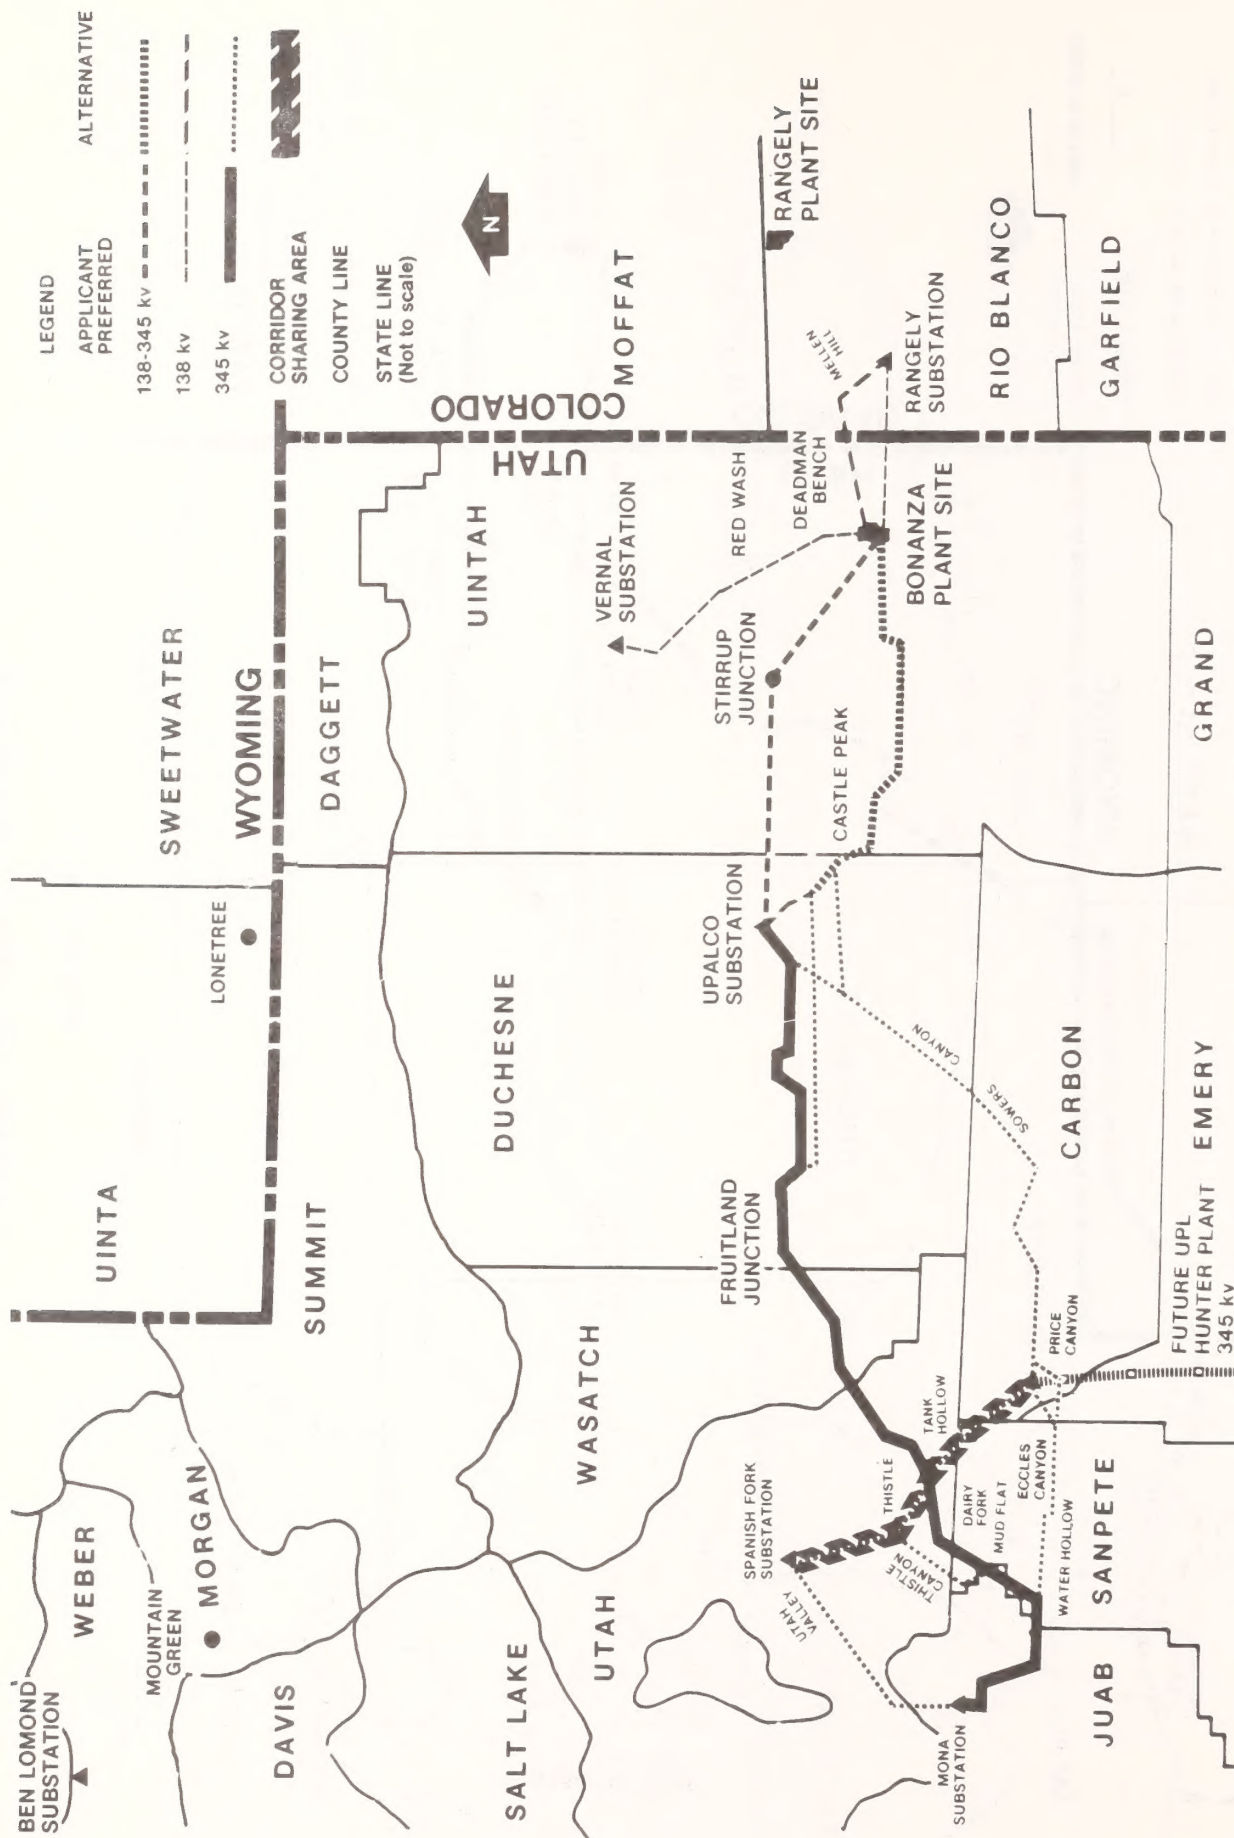 LEGEND
APPLICANT
PREFERRED
ALTERNATIVE
138-345 kv
138 kv
345 kv
CORRIDOR
SHARING AREA
COUNTY LINE
STATE LINE
(Not to scale)
N
BEN LOMOND
SUBSTATION
WEBER
MOUNTAIN
GREEN
MORGAN
DAVIS
SALT LAKE
UINTA
SUMMIT
LONETREE
SWEETWATER
WYOMING
DAGGETT
UTAH
COLORADO
MOFFAT
UINTAH
VERNAL
SUBSTATION
RED WASH
DEADMAN
BENCH
MELLEN
HILL
RANGELY
PLANT SITE
RANGELY
SUBSTATION
RIO BLANCO
GARFIELD
BONANZA
PLANT SITE
STIRRUP
JUNCTION
CASTLE PEAK
GRAND
DUCHESNE
UPALCO
SUBSTATION
CANYON
SOWERS
CARBON
EMERY
FRUITLAND
JUNCTION
WASATCH
UTAH
SPANISH FORK
SUBSTATION
THISTLE
TANK
HOLLOW
UTAH
VALLEY
THISTLE
CANYON
DAIRY
FORK
MUD FLAT
ECCLES
CANYON
PRICE
CANYON
WATER HOLLOW
SANPETE
JUAB
MONA
SUBSTATION
FUTURE UPL
HUNTER PLANT
345 kv